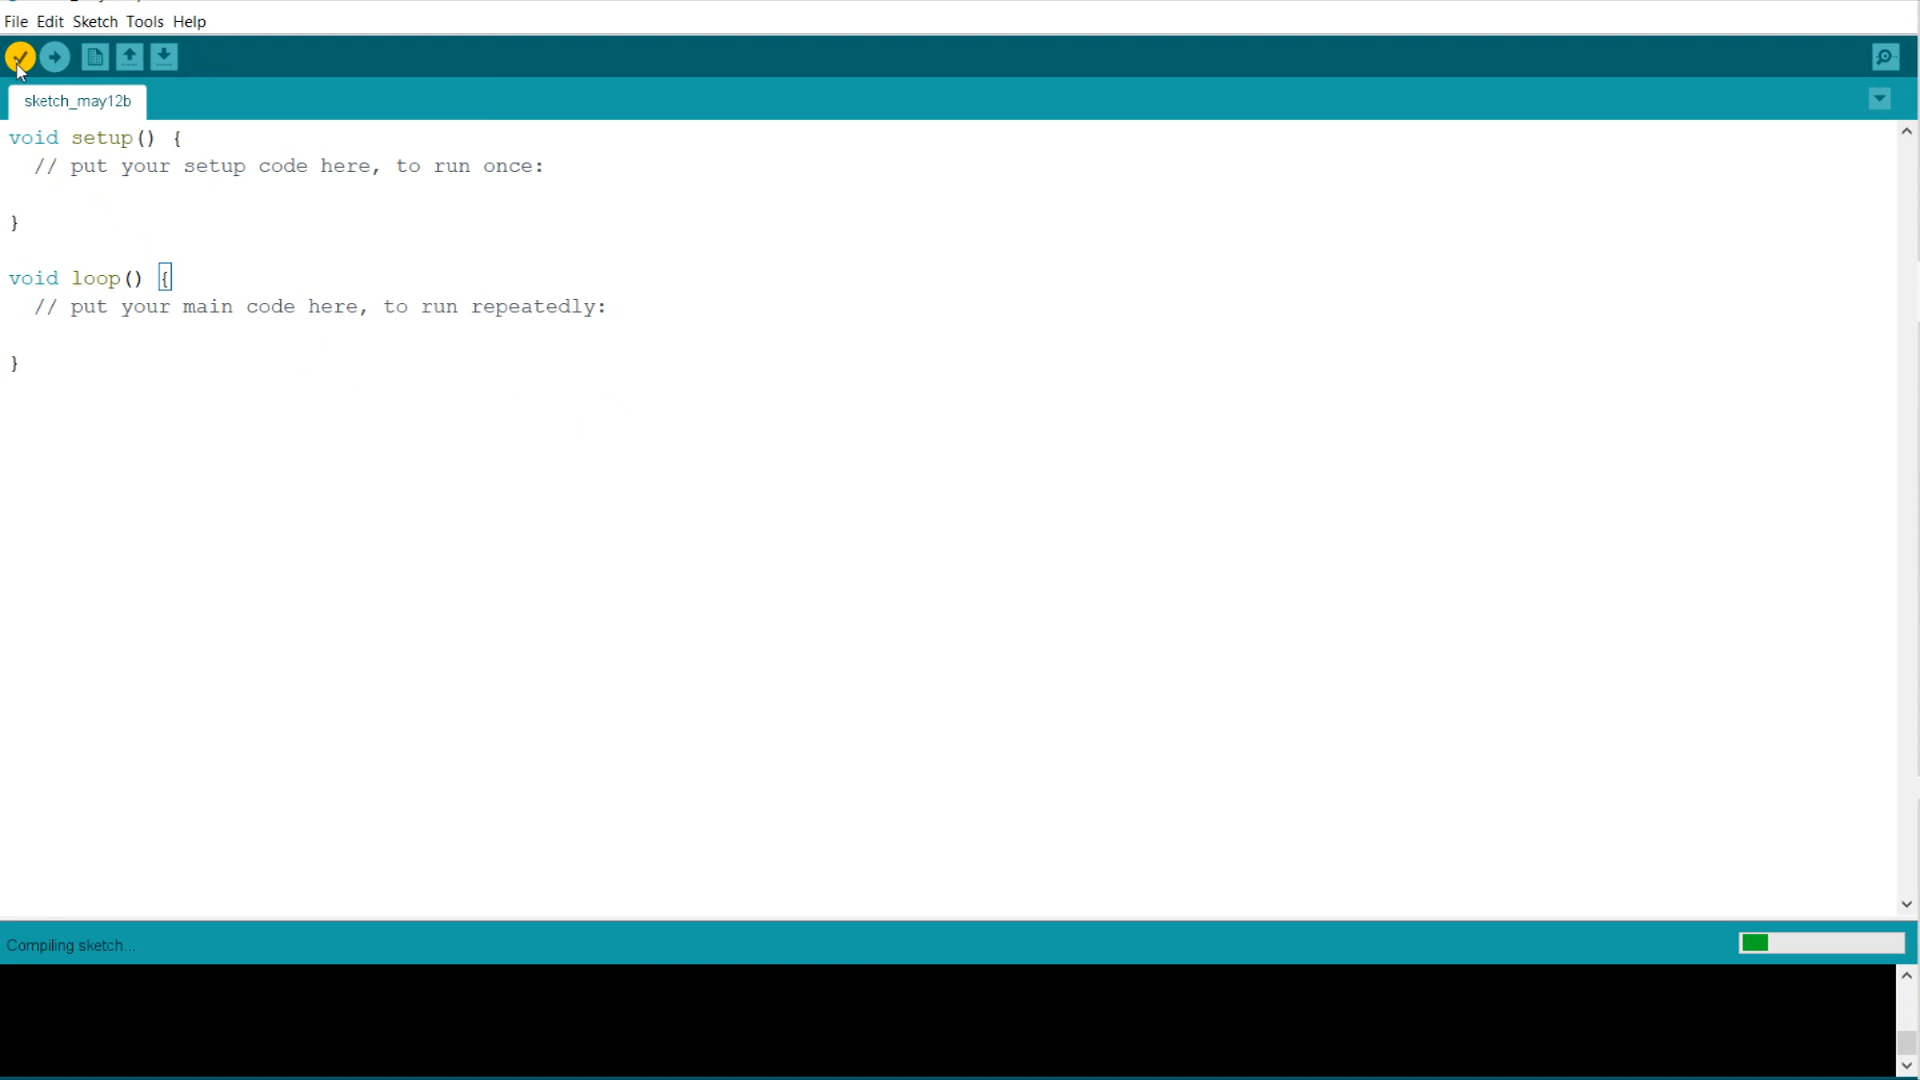 File Edit Sketch Tools Help
sketch_may12b
void setup() {
  // put your setup code here, to run once:
}
void loop() {
  // put your main code here, to run repeatedly:
}
Compiling sketch...